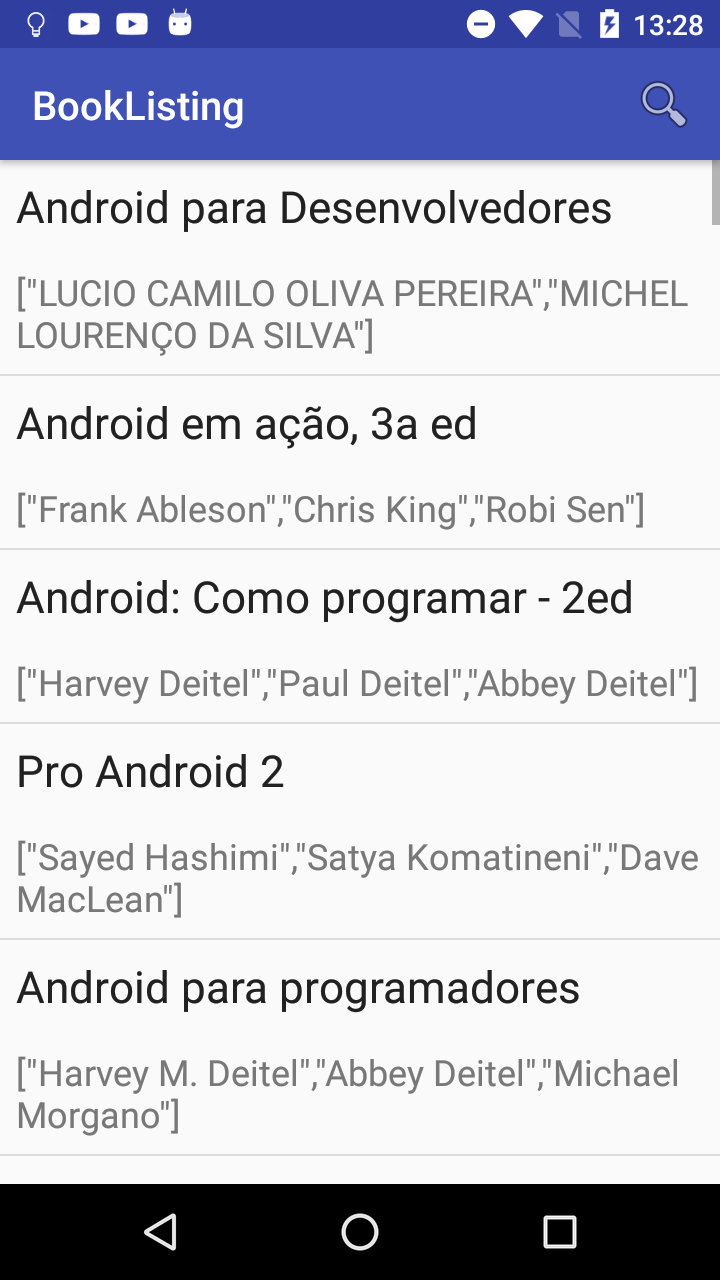 13:28
BookListing
Android para Desenvolvedores
["LUCIO CAMILO OLIVA PEREIRA","MICHEL
LOURENÇO DA SILVA"]
Android em ação, 3a ed
["Frank Ableson","Chris King","Robi Sen"]
Android: Como programar - 2ed
["Harvey Deitel","Paul Deitel","Abbey Deitel"]
Pro Android 2
["Sayed Hashimi","Satya Komatineni","Dave
MacLean"]
Android para programadores
["Harvey M. Deitel","Abbey Deitel","Michael
Morgano"]